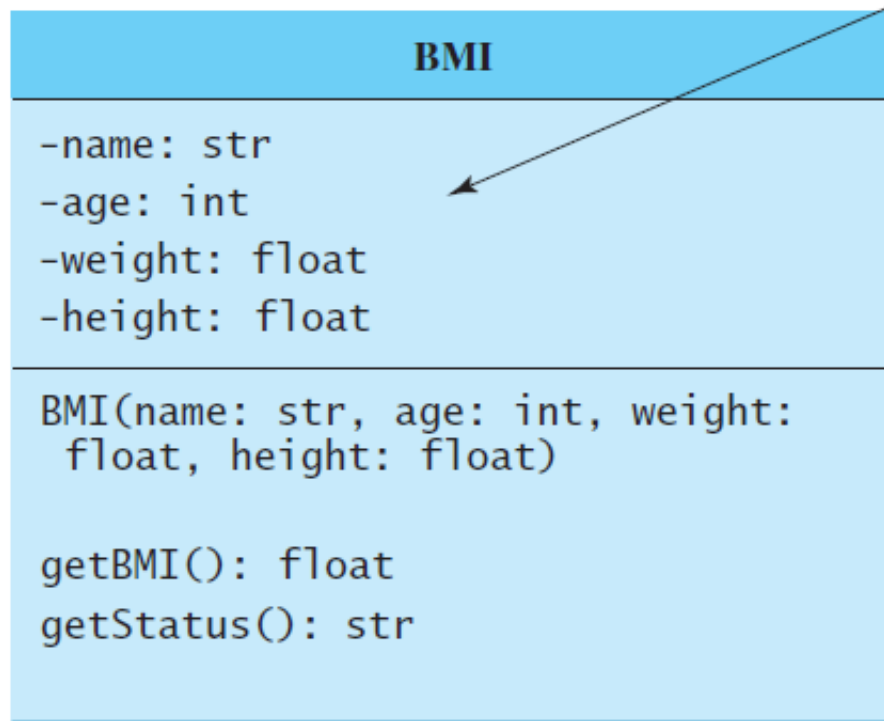 BMI
-name: str
-age: int
-weight: float
-height: float
BMI(name: str, age: int, weight:
float, height: float)
getBMI(): float
getStatus(): str